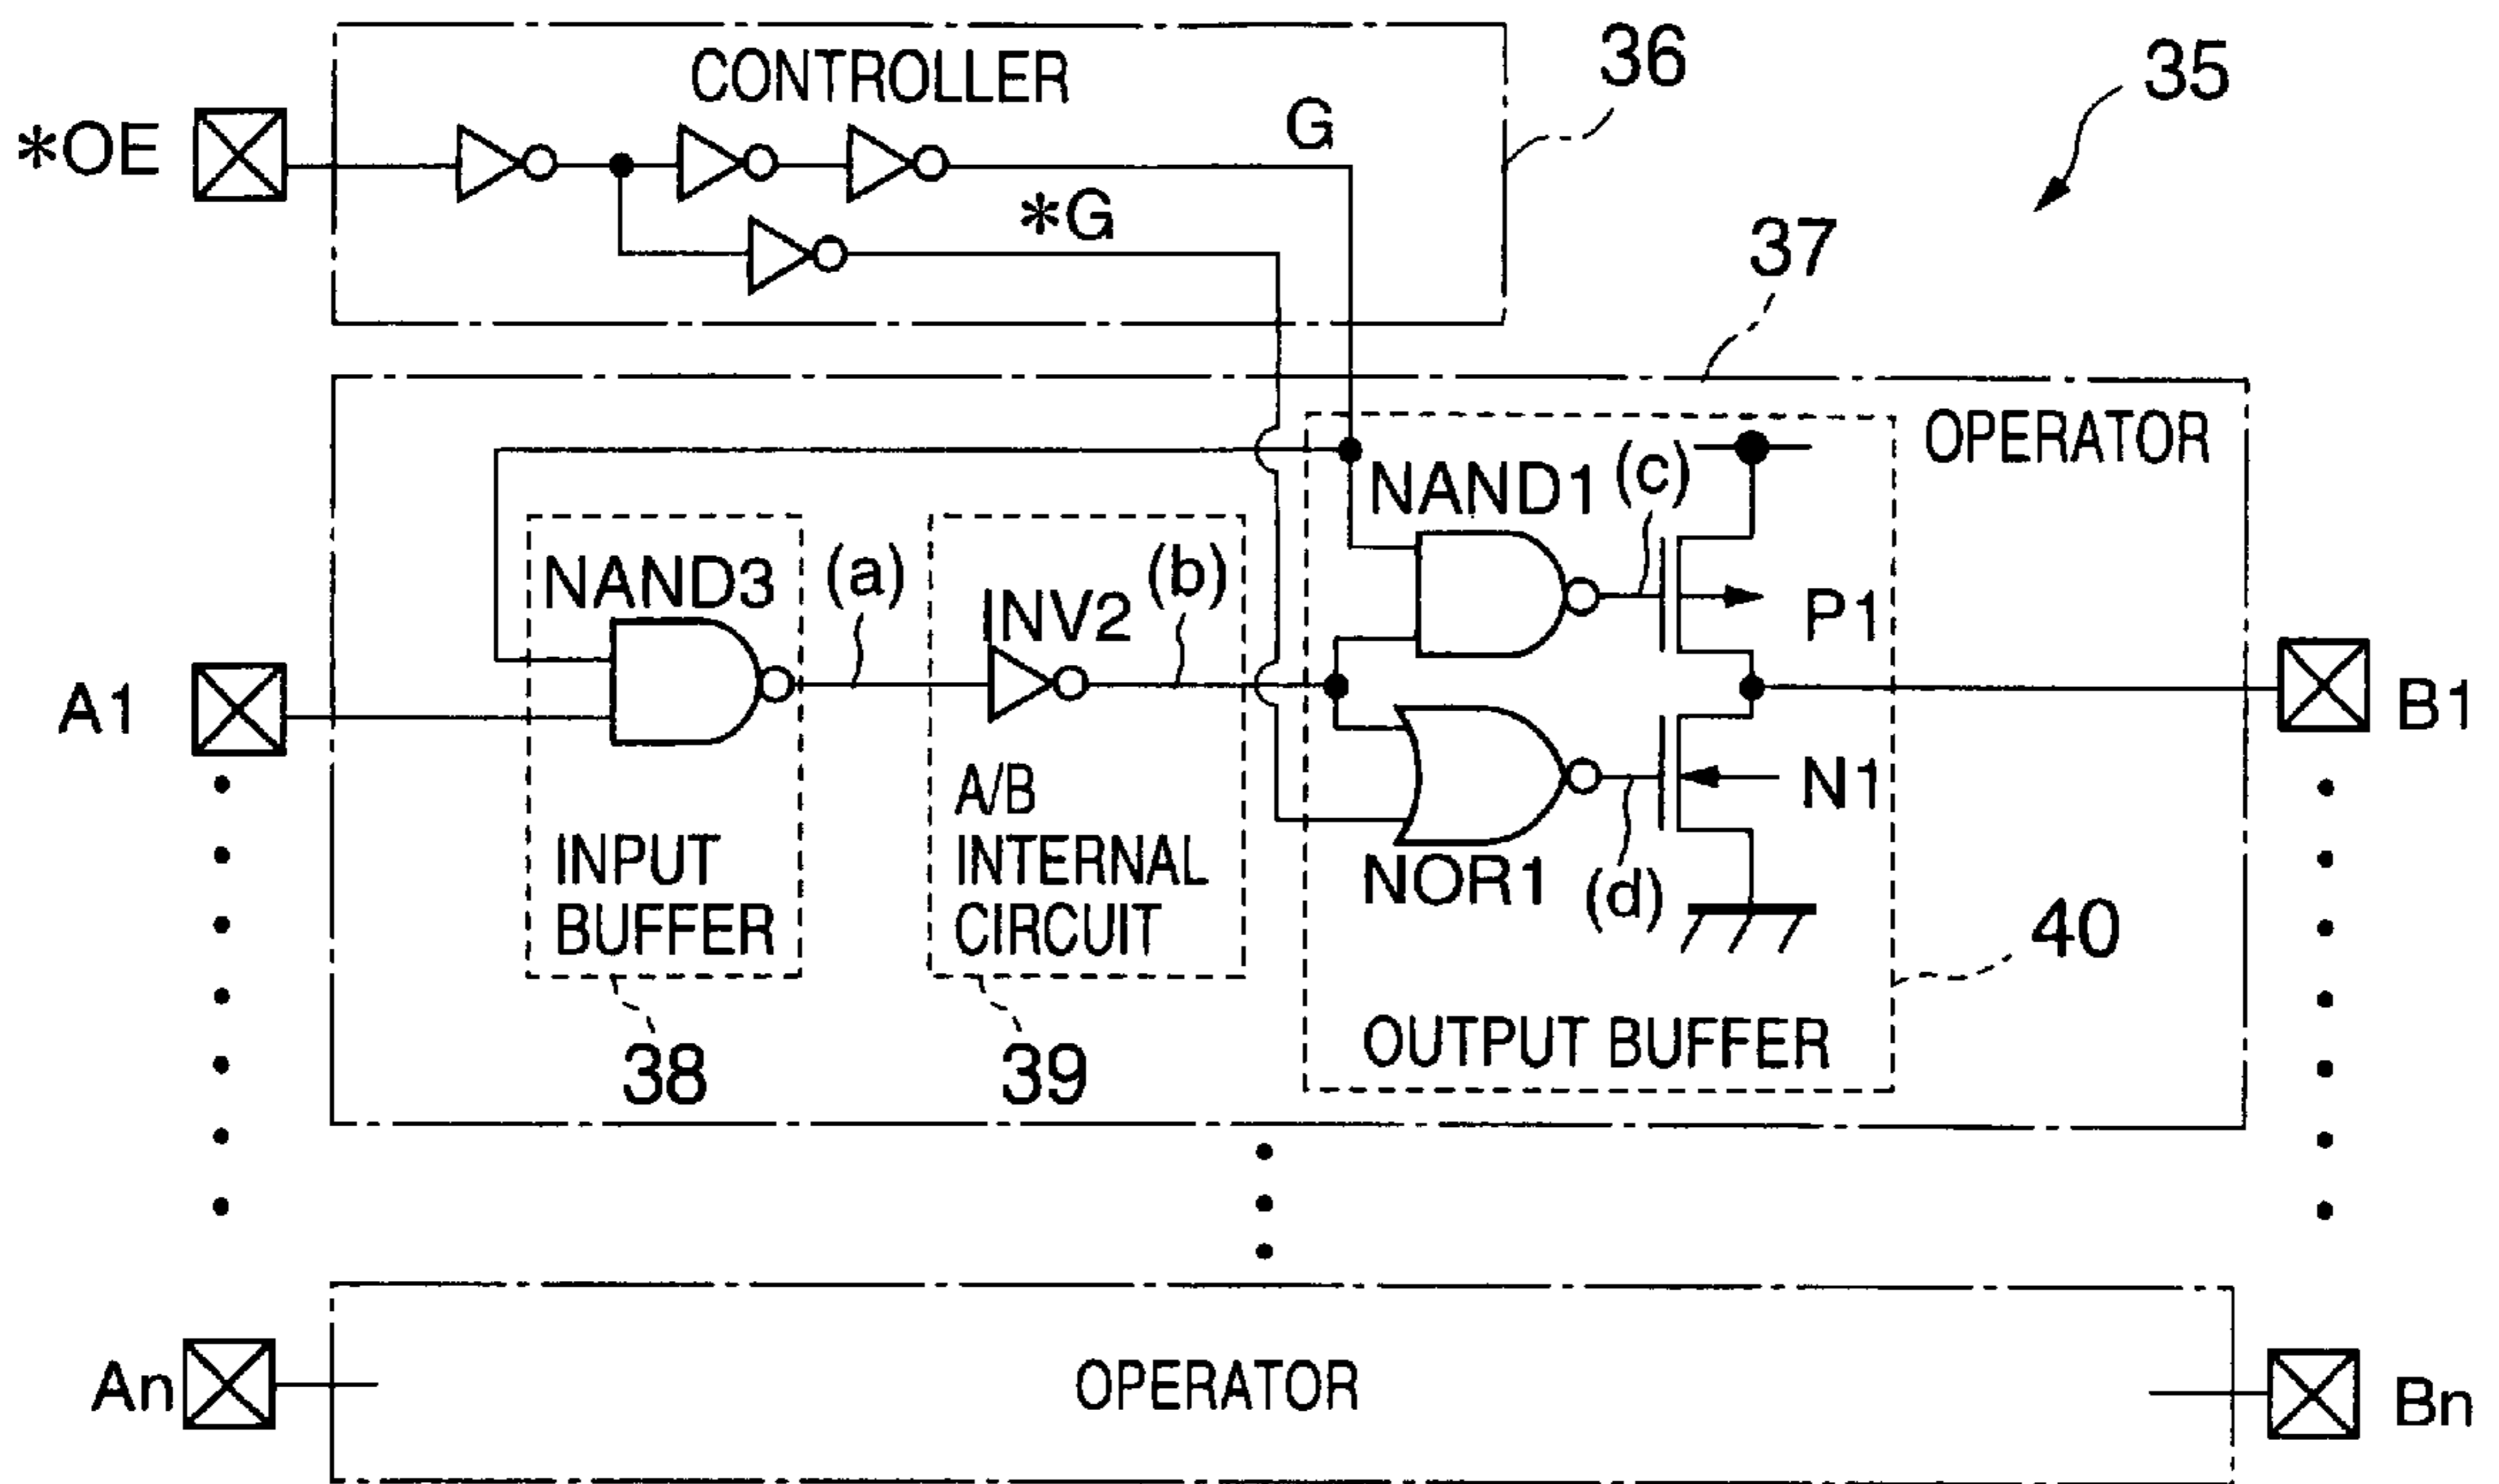 CONTROLLER
36
35
*OE
G
*G
37
OPERATOR
NAND1
(c)
NAND3
(a)
INV2
(b)
P1
A1
B1
N1
A/B
INTERNAL
CIRCUIT
INPUT
BUFFER
NOR1
(d)
40
OUTPUT BUFFER
38
39
An
OPERATOR
Bn